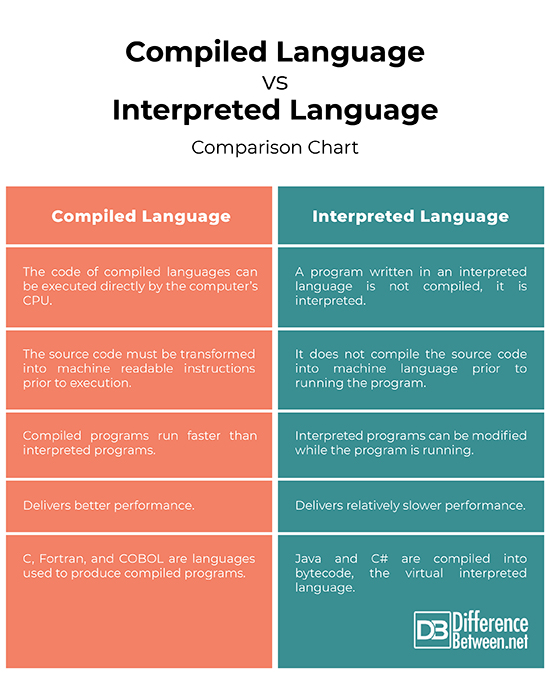 Compiled Language
vs
Interpreted Language
Comparison Chart
Compiled Language
Interpreted Language
The code of compiled languages can
be executed directly by the computer's
CPU.
A program written in an interpreted
language is not compiled, it is
interpreted.
The source code must be transformed
into machine readable instructions
prior to execution.
It does not compile the source code
into machine language prior to
running the program.
Compiled programs run faster than
interpreted programs.
Interpreted programs can be modified
while the program is running.
Delivers better performance.
Delivers relatively slower performance.
C, Fortran, and COBOL are languages
used to produce compiled programs.
Java and C# are compiled into
bytecode, the virtual interpreted
language.
DB Difference
Between.net